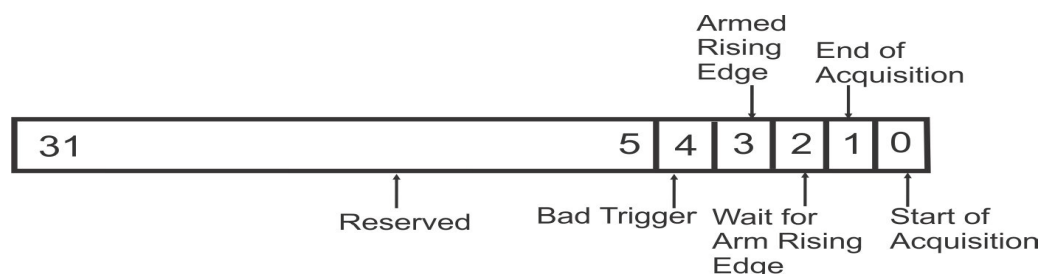 Armed
Rising
Edge
End of
Acquisition
31 5 4 3 2 1 0
Reserved
Bad Trigger
Wait for
Arm Rising
Edge
Start of
Acquisition